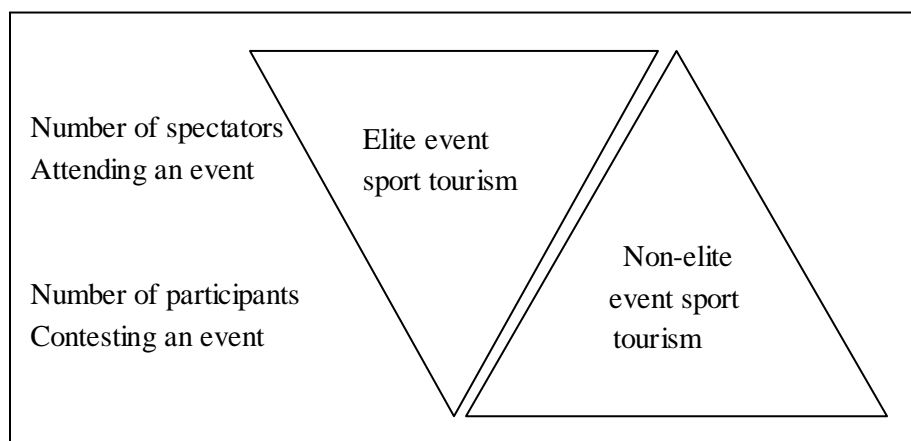 Number of spectators
Attending an event
Elite event
sport tourism
Number of participants
Contesting an event
Non-elite
event sport
tourism